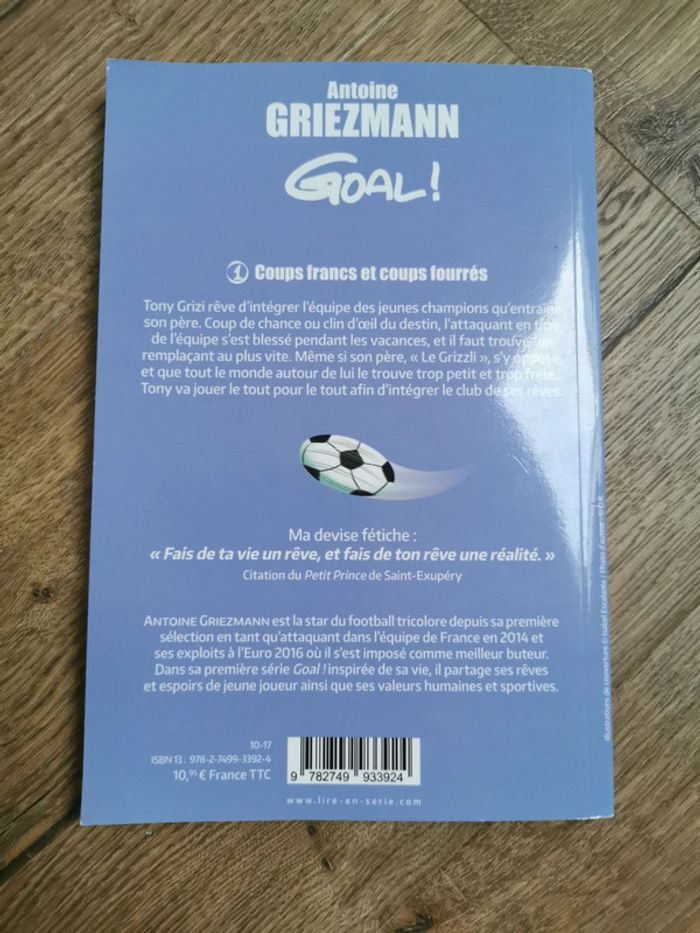 Antoine
GRIEZMANN
GOAL!
1 Coups francs et coups fourrés
Tony Grizi rêve d'intégrer l'équipe des jeunes champions qu'entraîne
son père. Coup de chance ou clin d'œil du destin, l'attaquant en titre
de l'équipe s'est blessé pendant les vacances, et il faut trouver un
remplaçant au plus vite. Même si son père, « Le Grizzli », s'y oppose,
et que tout le monde autour de lui le trouve trop petit et trop frêle...
Tony va jouer le tout pour le tout afin d'intégrer le club de ses rêves.
Ma devise fétiche :
« Fais de ta vie un rêve, et fais de ton rêve une réalité. »
Citation du Petit Prince de Saint-Exupéry
ANTOINE GRIEZMANN est la star du football tricolore depuis sa première
sélection en tant qu'attaquant dans l'équipe de France en 2014 et
ses exploits à l'Euro 2016 où il s'est imposé comme meilleur buteur.
Dans sa première série Goal ! inspirée de sa vie, il partage ses rêves
et espoirs de jeune joueur ainsi que ses valeurs humaines et sportives.
10-17
ISBN 13 : 978-2-7499-3392-4
10,95 € France TTC
9 782749 933924
www.lire-en-serie.com
Illustrations de couverture © Isabel Escalante / Photo d'auteur